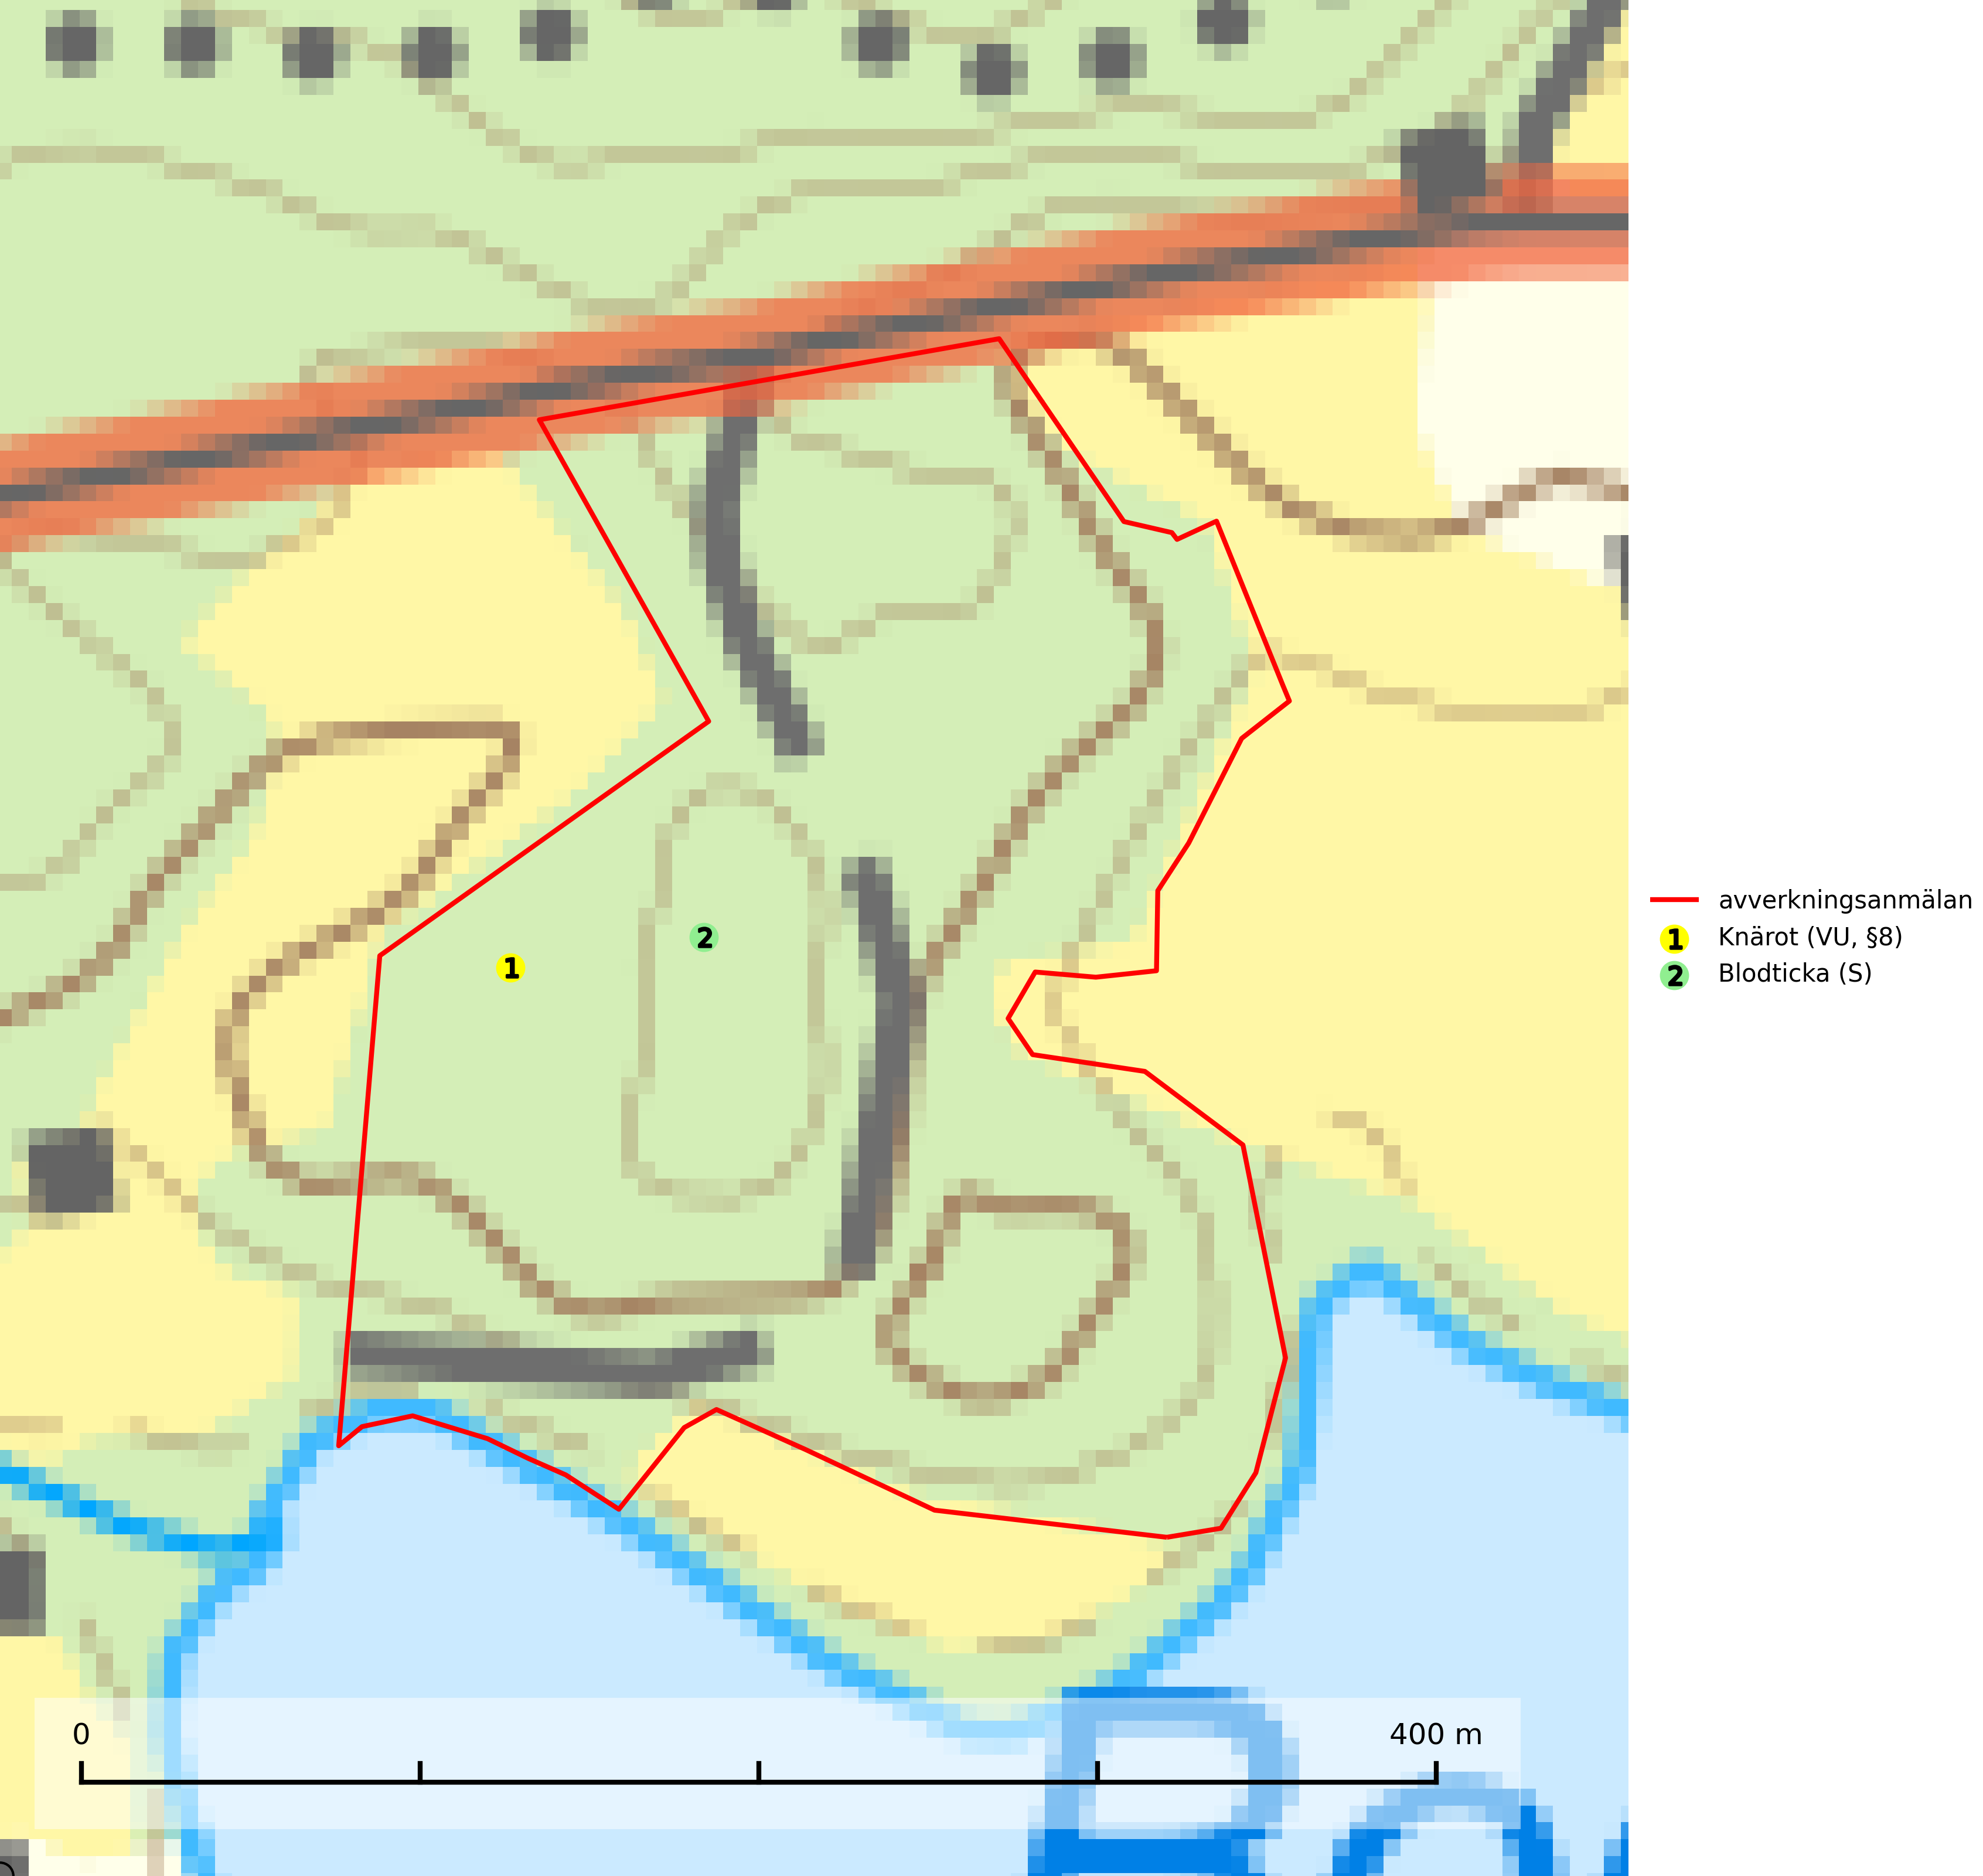 1
2
avverkningsanmälan
1 Knärot (VU, §8)
2 Blodticka (S)
0 400 m